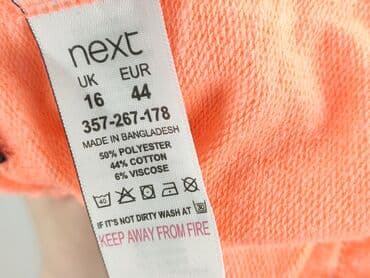 next
UK EUR
16 44
357-267-178
MADE IN BANGLADESH
50% POLYESTER
44% COTTON
6% VISCOSE
40
IF IT'S NOT DIRTY WASH AT
KEEP AWAY FROM FIRE